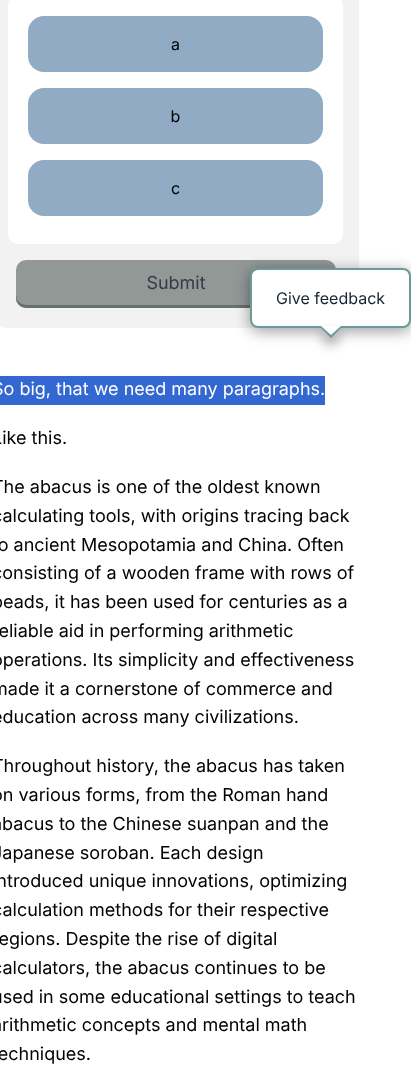 a
b
c
Submit
Give feedback
So big, that we need many paragraphs.
Like this.
The abacus is one of the oldest known
calculating tools, with origins tracing back
to ancient Mesopotamia and China. Often
consisting of a wooden frame with rows of
beads, it has been used for centuries as a
reliable aid in performing arithmetic
operations. Its simplicity and effectiveness
made it a cornerstone of commerce and
education across many civilizations.
Throughout history, the abacus has taken
on various forms, from the Roman hand
abacus to the Chinese suanpan and the
Japanese soroban. Each design
introduced unique innovations, optimizing
calculation methods for their respective
regions. Despite the rise of digital
calculators, the abacus continues to be
used in some educational settings to teach
arithmetic concepts and mental math
techniques.